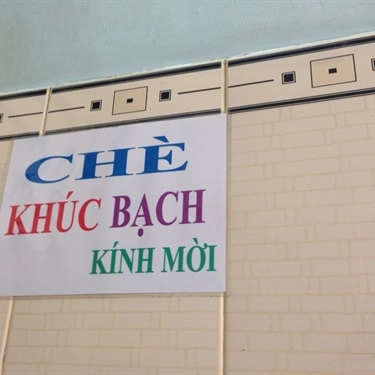 CHÈ
KHÚC BẠCH
KÍNH MỜI